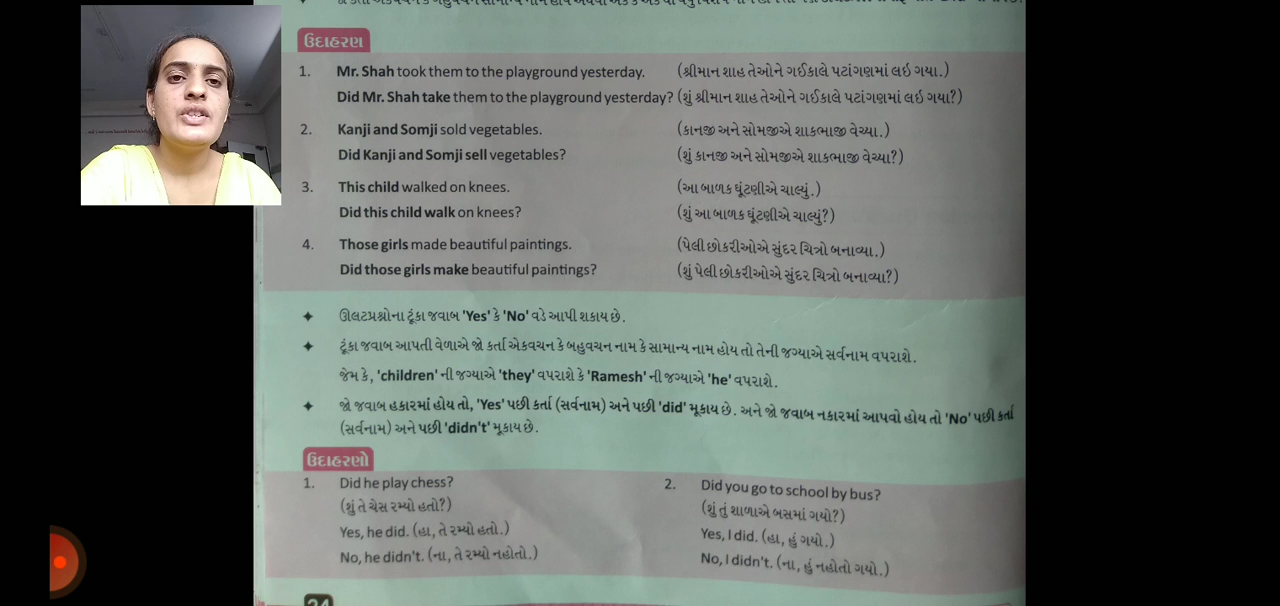 ઉદાહરણ
1. Mr. Shah took them to the playground yesterday. (શ્રીમાન શાહ તેઓને ગઈકાલે પટાંગણમાં લઇ ગયા.)
Did Mr. Shah take them to the playground yesterday? (શું શ્રીમાન શાહ તેઓને ગઈકાલે પટાંગણમાં લઇ ગયા?)
2. Kanji and Somji sold vegetables. (કાનજી અને સોમજીએ શાકભાજી વેચ્યા.)
Did Kanji and Somji sell vegetables? (શું કાનજી અને સોમજીએ શાકભાજી વેચ્યા?)
3. This child walked on knees. (આ બાળક ઘૂંટણીએ ચાલ્યું.)
Did this child walk on knees? (શું આ બાળક ઘૂંટણીએ ચાલ્યું?)
4. Those girls made beautiful paintings. (પેલી છોકરીઓએ સુંદર ચિત્રો બનાવ્યા.)
Did those girls make beautiful paintings? (શું પેલી છોકરીઓએ સુંદર ચિત્રો બનાવ્યા?)
✦ ઊલટપ્રશ્નોના ટૂંકા જવાબ 'Yes' કે 'No' વડે આપી શકાય છે.
✦ ટૂંકા જવાબ આપતી વેળાએ જો કર્તા એકવચન કે બહુવચન નામ કે સામાન્ય નામ હોય તો તેની જગ્યાએ સર્વનામ વપરાશે.
જેમ કે, 'children' ની જગ્યાએ 'they' વપરાશે કે 'Ramesh' ની જગ્યાએ 'he' વપરાશે.
✦ જો જવાબ હકારમાં હોય તો, 'Yes' પછી કર્તા (સર્વનામ) અને પછી 'did' મૂકાય છે. અને જો જવાબ નકારમાં આપવો હોય તો 'No' પછી કર્તા
(સર્વનામ) અને પછી 'didn't' મૂકાય છે.
ઉદાહરણો
1. Did he play chess?
(શું તે ચેસ રમ્યો હતો?)
Yes, he did. (હા, તે રમ્યો હતો.)
No, he didn't. (ના, તે રમ્યો નહોતો.)
2. Did you go to school by bus?
(શું તું શાળાએ બસમાં ગયો?)
Yes, I did. (હા, હું ગયો.)
No, I didn't. (ના, હું નહોતો ગયો.)
24